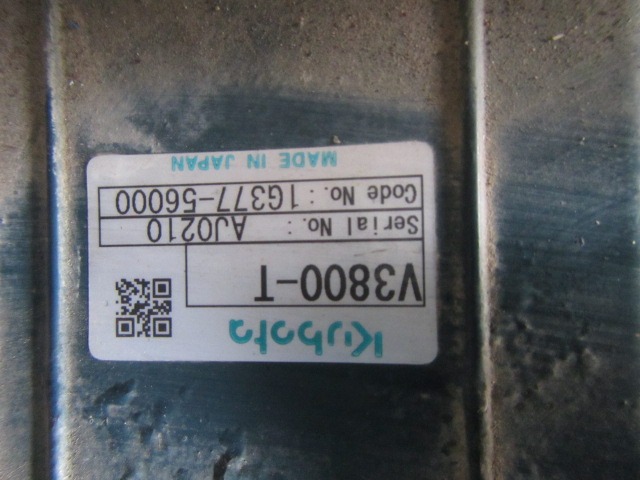 Kubota
V3800-T
Serial No.: AJ0210
Code No.: 1G377-56000
MADE IN JAPAN